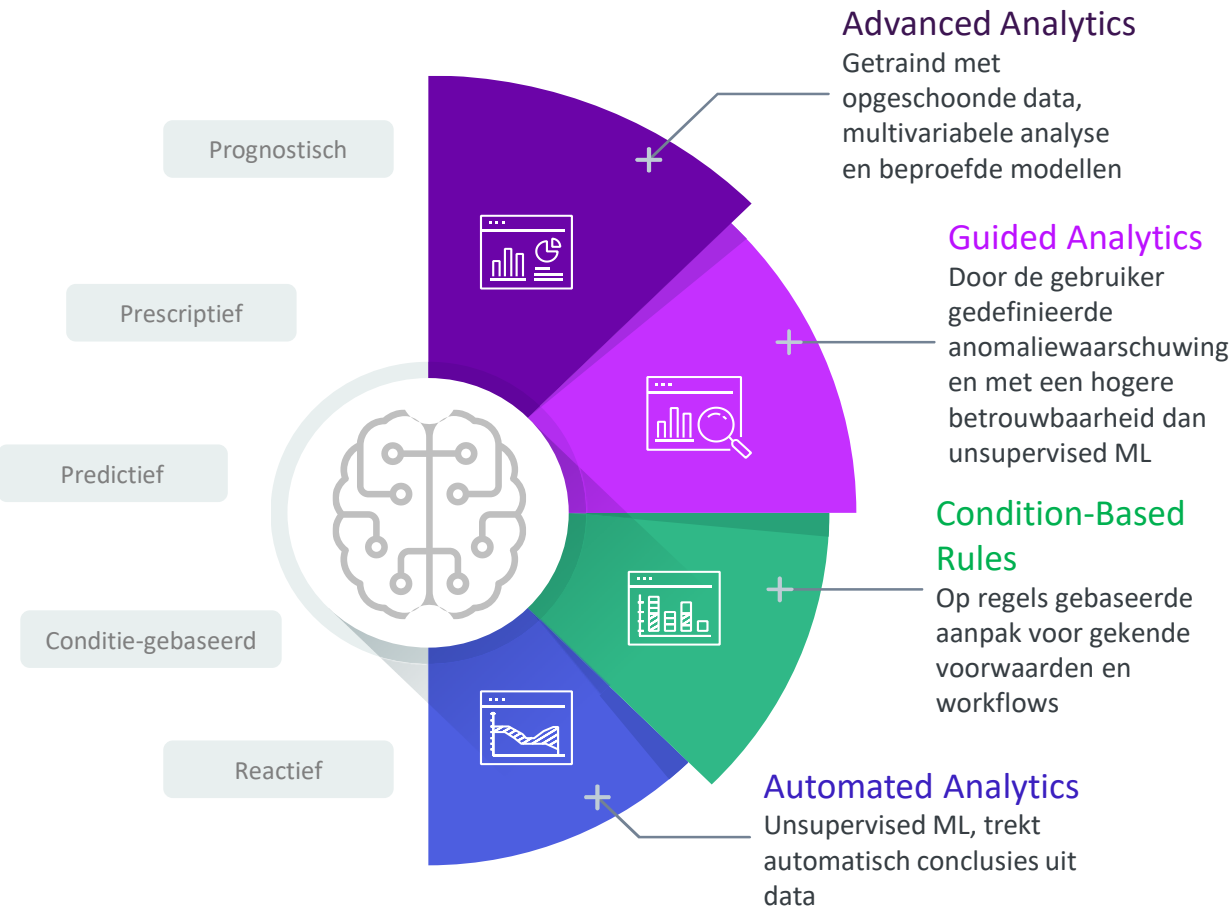 Advanced Analytics
Getraind met
opgeschoonde data,
multivariabele analyse
en beproefde modellen
Prognostisch
Guided Analytics
Door de gebruiker
gedefinieerde
anomaliewaarschuwing
en met een hogere
betrouwbaarheid dan
unsupervised ML
Prescriptief
Predictief
Condition-Based
Rules
Op regels gebaseerde
aanpak voor gekende
voorwaarden en
workflows
Conditie-gebaseerd
Reactief
Automated Analytics
Unsupervised ML, trekt
automatisch conclusies uit
data